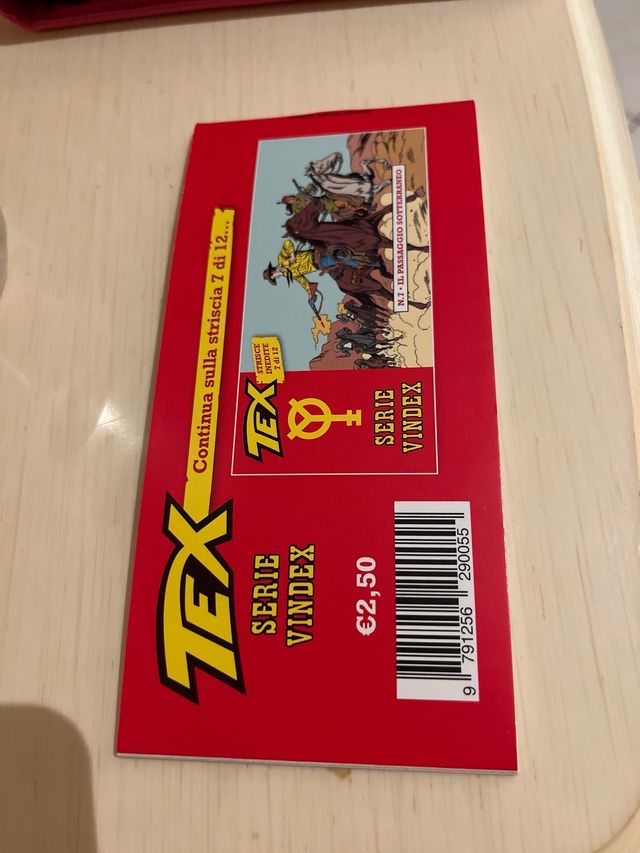 TEX
Continua sulla striscia 7 di 12...
SERIE
VINDEX
€2,50
9 791256 290055
TEX
STRISCE
INEDITE
7 di 12
SERIE
VINDEX
N.7 - IL PASSAGGIO SOTTERRANEO